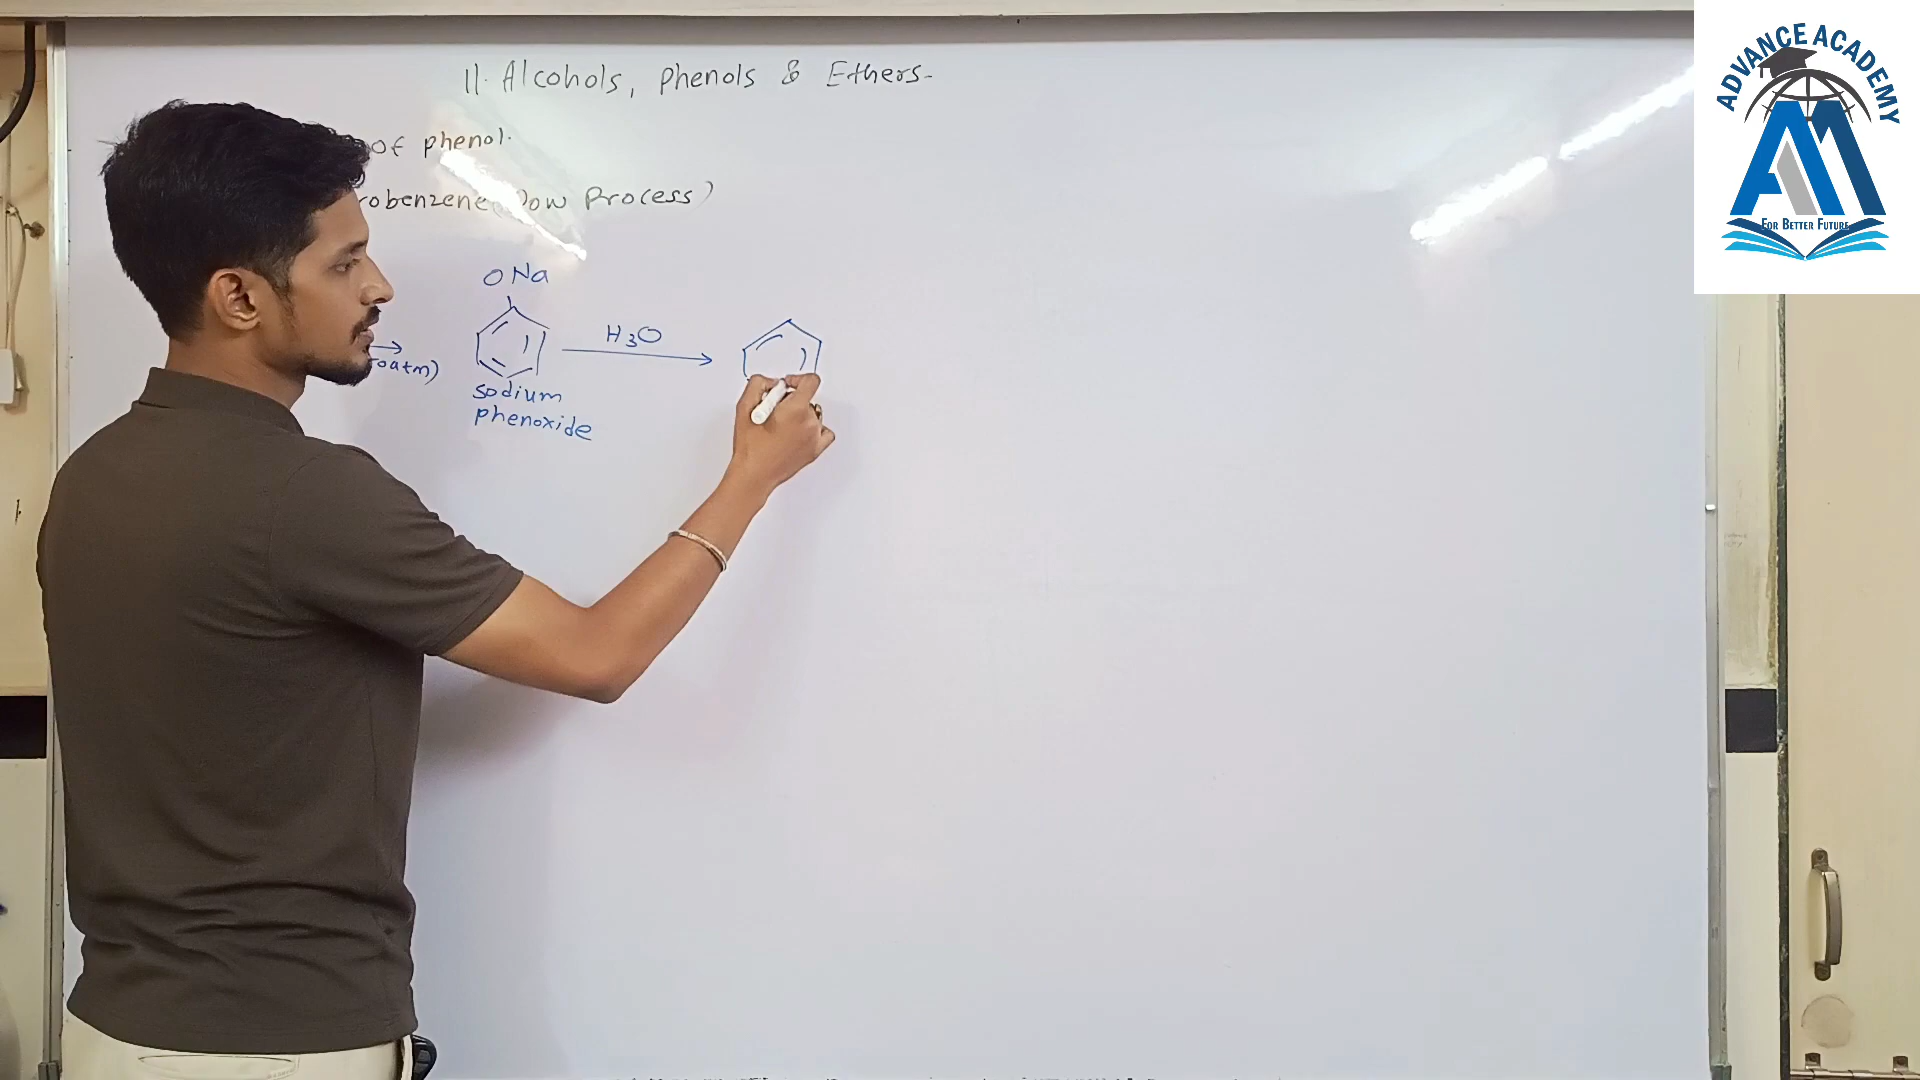 11. Alcohols, Phenols & Ethers-
of phenol.
robenzene (Dow Process)
ONa
H3O
oatm)
sodium
phenoxide
ADVANCE ACADEMY
FOR BETTER FUTURE